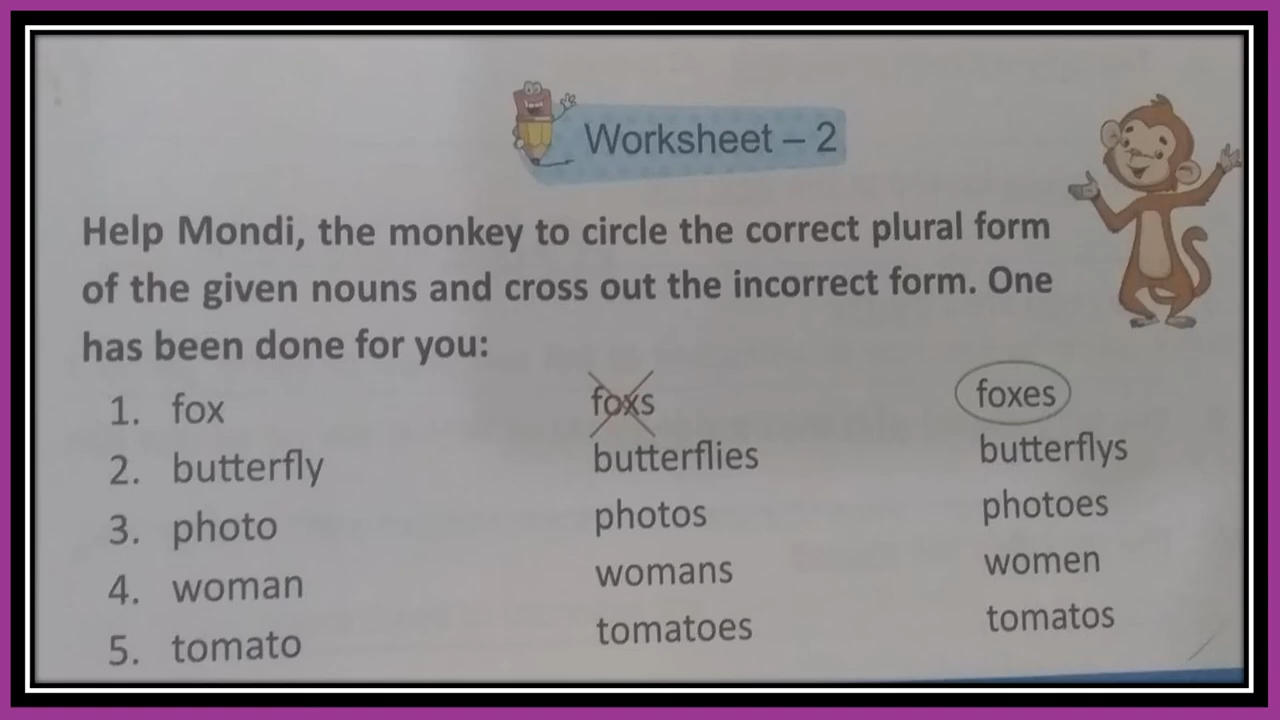 Worksheet – 2
Help Mondi, the monkey to circle the correct plural form
of the given nouns and cross out the incorrect form. One
has been done for you:
1. fox foxs foxes
2. butterfly butterflies butterflys
3. photo photos photoes
4. woman womans women
5. tomato tomatoes tomatos